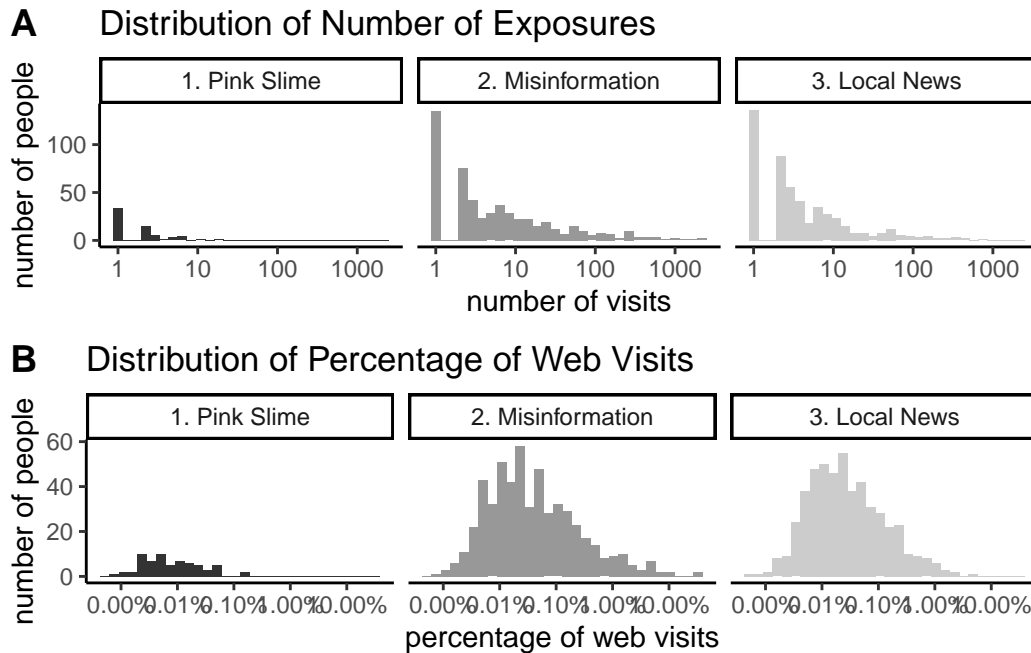 A Distribution of Number of Exposures
number of people
1. Pink Slime 2. Misinformation 3. Local News
100
50
0
1 10 100 1000 1 10 100 1000 1 10 100 1000
number of visits
B Distribution of Percentage of Web Visits
number of people
1. Pink Slime 2. Misinformation 3. Local News
60
40
20
0
0.00% 0.01% 0.10% 1.00% 10.00% 0.00% 0.01% 0.10% 1.00% 10.00% 0.00% 0.01% 0.10% 1.00% 10.00%
percentage of web visits